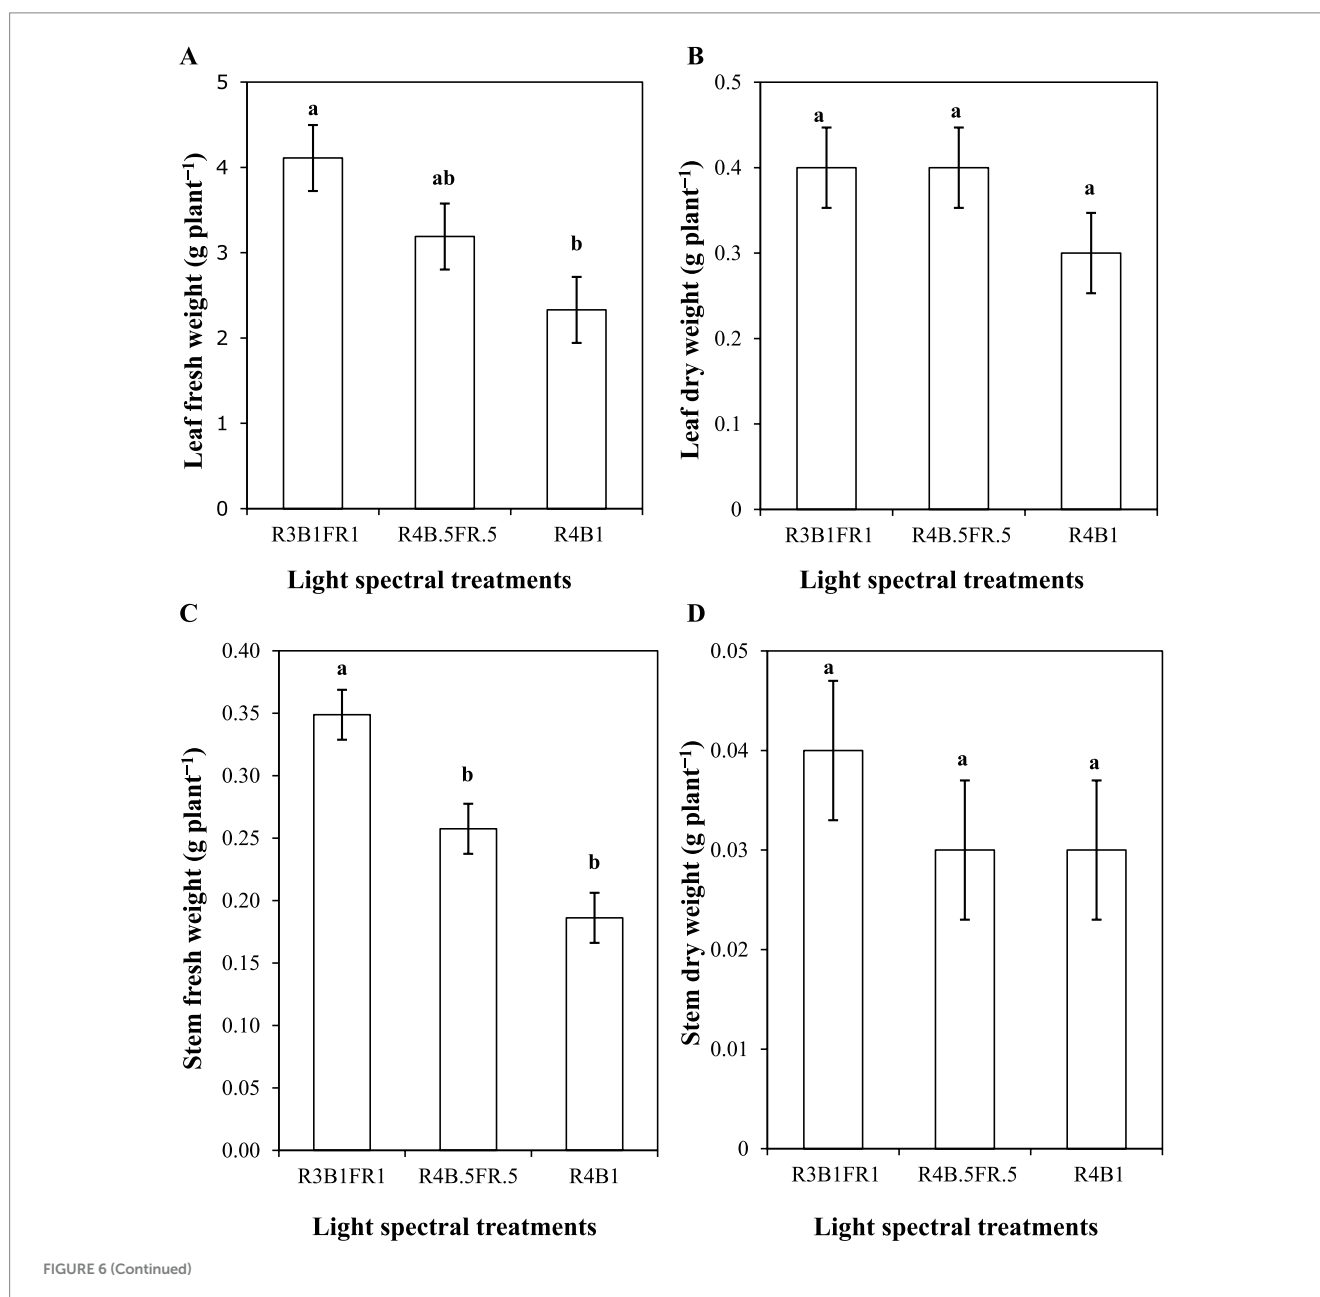 A
5
4
3
2
1
0
Leaf fresh weight (g plant⁻¹)
a
ab
b
R3B1FR1 R4B.5FR.5 R4B1
Light spectral treatments
B
0.5
0.4
0.3
0.2
0.1
0
Leaf dry weight (g plant⁻¹)
a
a
a
R3B1FR1 R4B.5FR.5 R4B1
Light spectral treatments
C
0.40
0.35
0.30
0.25
0.20
0.15
0.10
0.05
0.00
Stem fresh weight (g plant⁻¹)
a
b
b
R3B1FR1 R4B.5FR.5 R4B1
Light spectral treatments
D
0.05
0.04
0.03
0.02
0.01
0
Stem dry weight (g plant⁻¹)
a
a
a
R3B1FR1 R4B.5FR.5 R4B1
Light spectral treatments
FIGURE 6 (Continued)